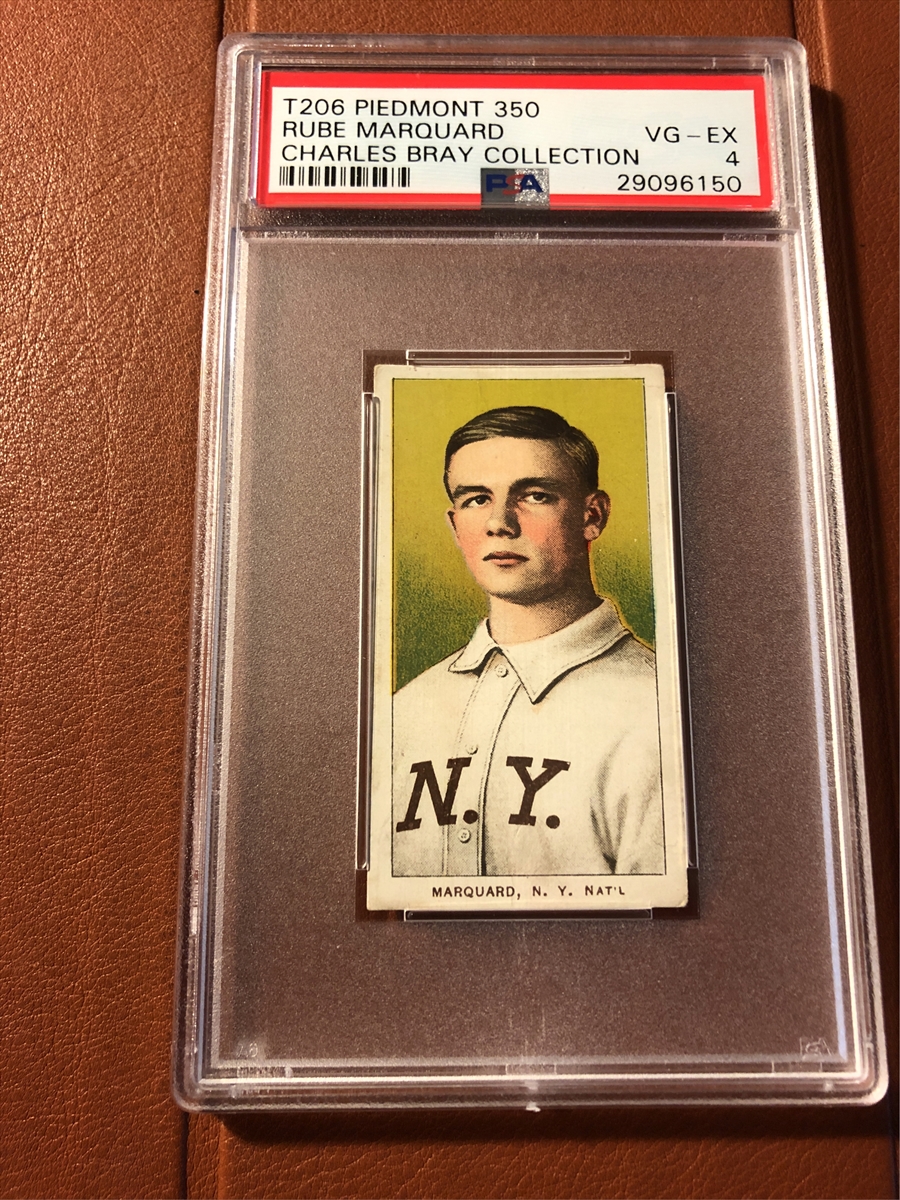 T206 PIEDMONT 350
RUBE MARQUARD VG - EX
CHARLES BRAY COLLECTION 4
PSA 29096150
N. Y.
MARQUARD, N. Y. NAT'L